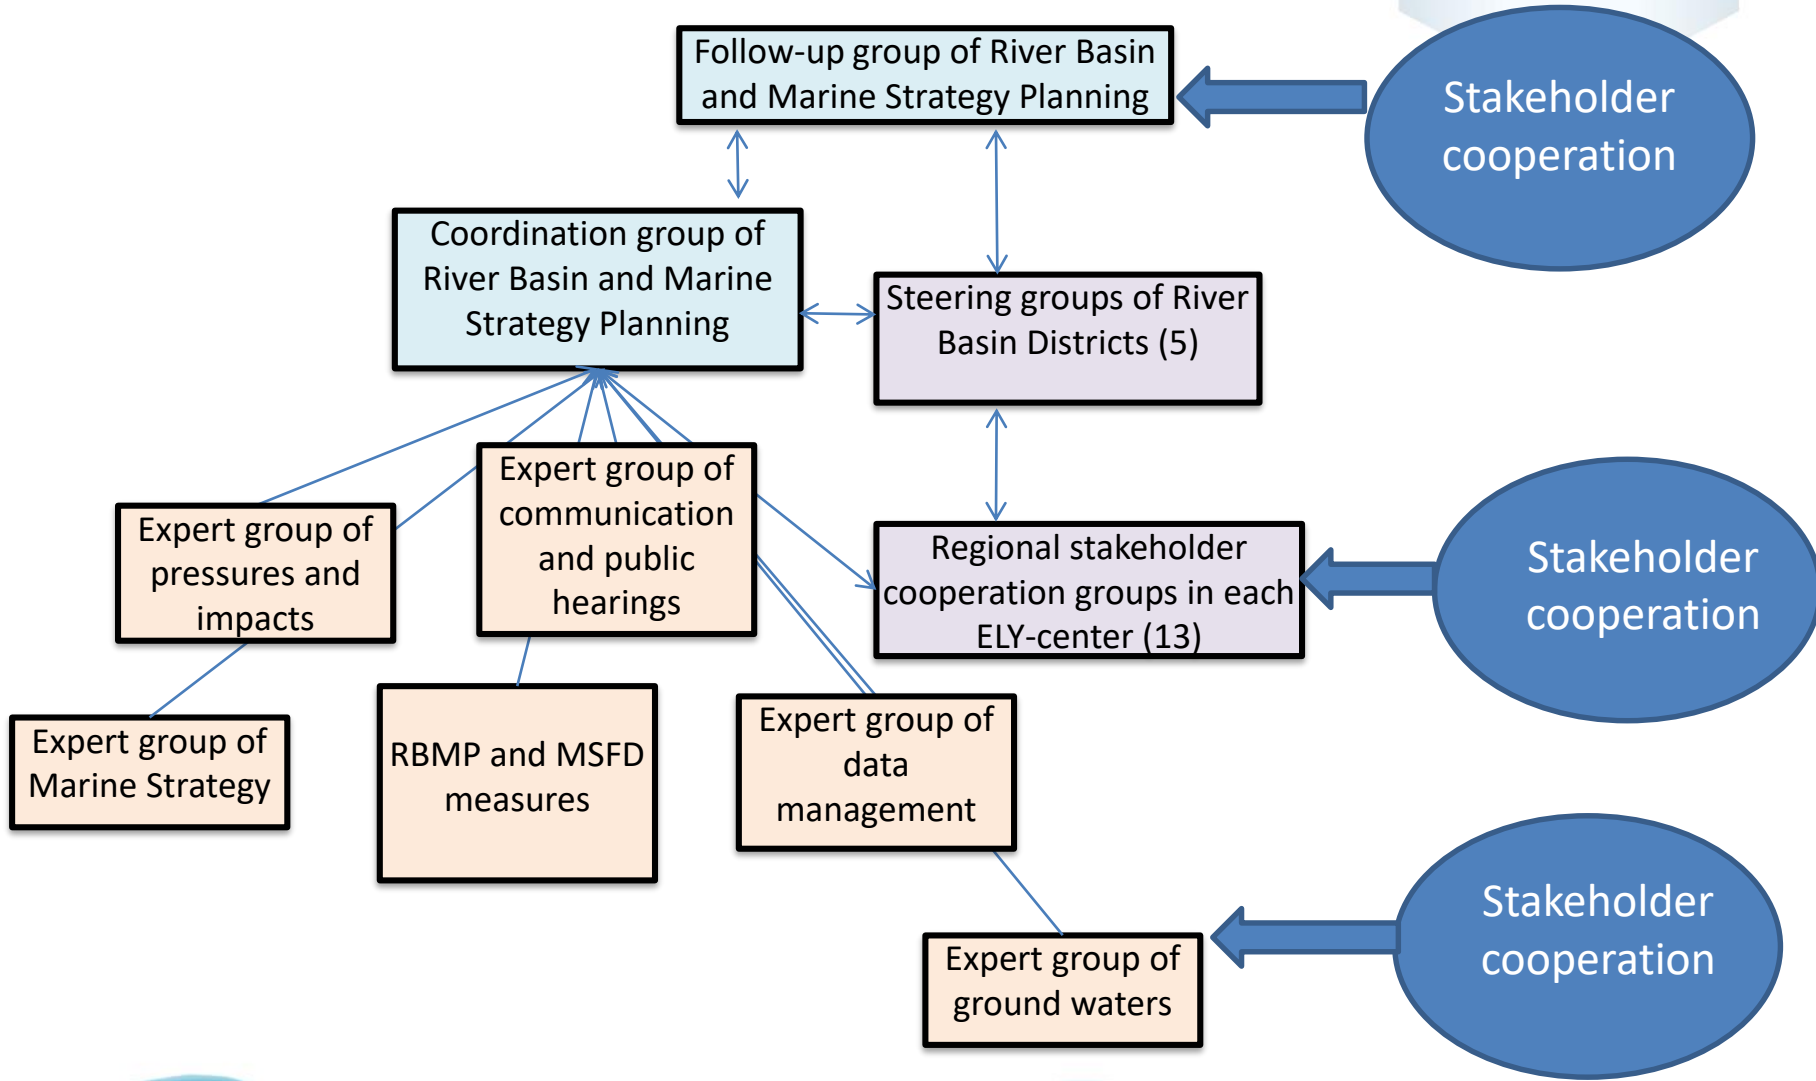 Follow-up group of River Basin
and Marine Strategy Planning
Stakeholder
cooperation
Coordination group of
River Basin and Marine
Strategy Planning
Steering groups of River
Basin Districts (5)
Expert group of
communication
and public
hearings
Expert group of
pressures and
impacts
Regional stakeholder
cooperation groups in each
ELY-center (13)
Stakeholder
cooperation
Expert group of
Marine Strategy
RBMP and MSFD
measures
Expert group of
data
management
Expert group of
ground waters
Stakeholder
cooperation